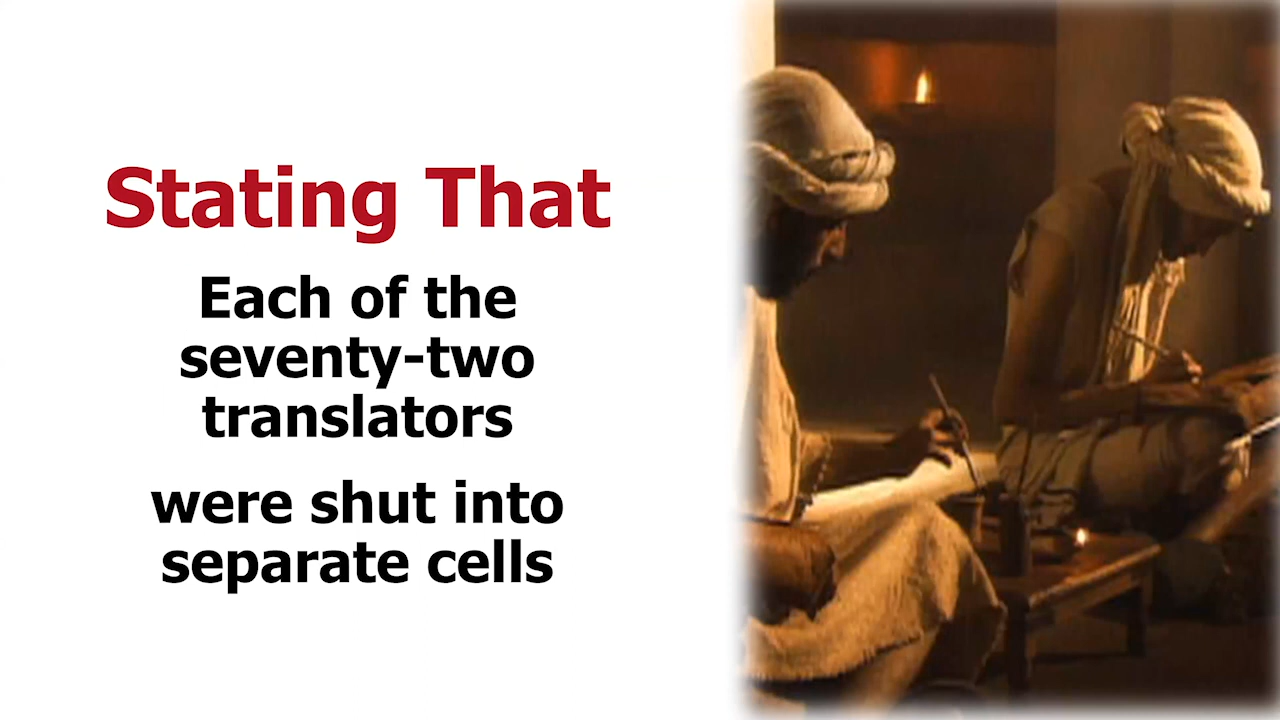 Stating That
Each of the
seventy-two
translators
were shut into
separate cells